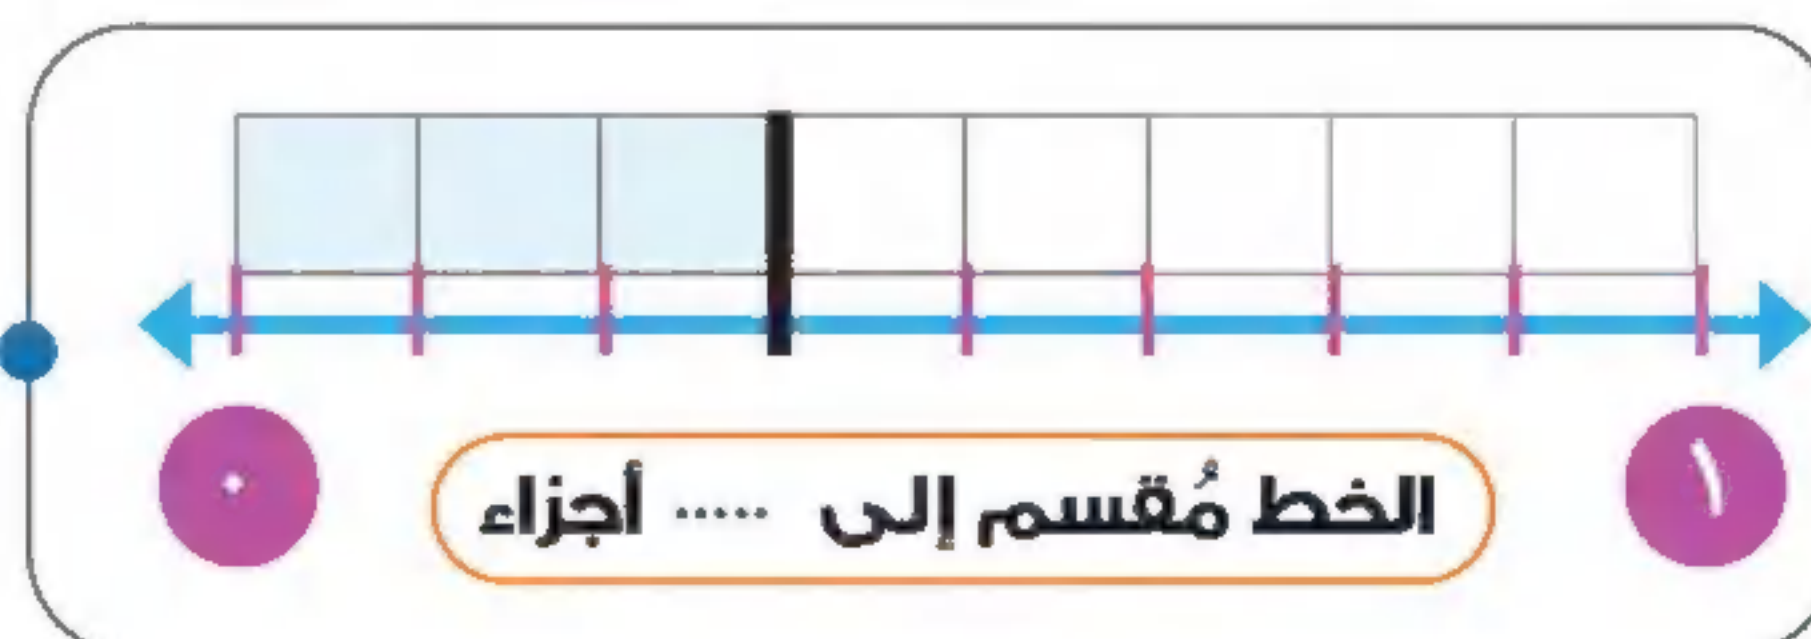 ٠
١
الخط مُقسم إلى ..... أجزاء